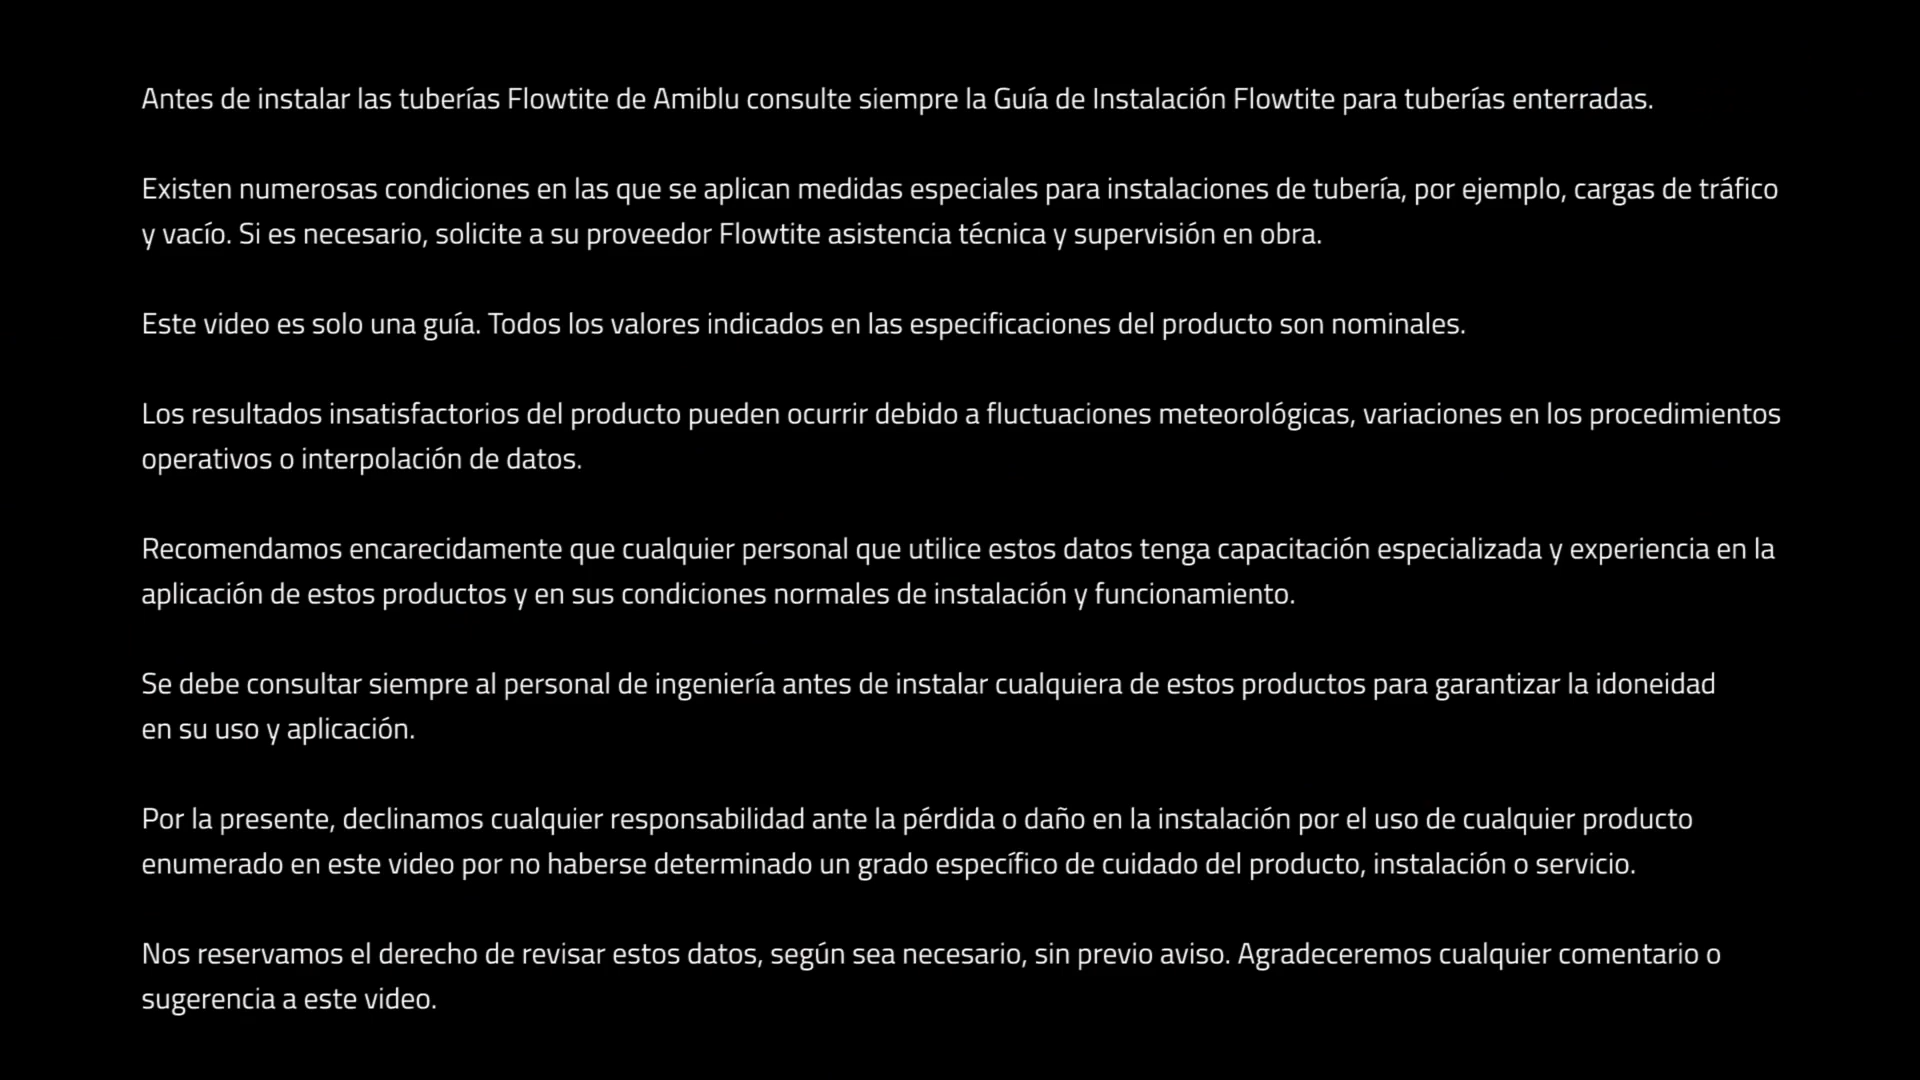 Antes de instalar las tuberías Flowtite de Amiblu consulte siempre la Guía de Instalación Flowtite para tuberías enterradas.
Existen numerosas condiciones en las que se aplican medidas especiales para instalaciones de tubería, por ejemplo, cargas de tráfico
y vacío. Si es necesario, solicite a su proveedor Flowtite asistencia técnica y supervisión en obra.
Este video es solo una guía. Todos los valores indicados en las especificaciones del producto son nominales.
Los resultados insatisfactorios del producto pueden ocurrir debido a fluctuaciones meteorológicas, variaciones en los procedimientos
operativos o interpolación de datos.
Recomendamos encarecidamente que cualquier personal que utilice estos datos tenga capacitación especializada y experiencia en la
aplicación de estos productos y en sus condiciones normales de instalación y funcionamiento.
Se debe consultar siempre al personal de ingeniería antes de instalar cualquiera de estos productos para garantizar la idoneidad
en su uso y aplicación.
Por la presente, declinamos cualquier responsabilidad ante la pérdida o daño en la instalación por el uso de cualquier producto
enumerado en este video por no haberse determinado un grado específico de cuidado del producto, instalación o servicio.
Nos reservamos el derecho de revisar estos datos, según sea necesario, sin previo aviso. Agradeceremos cualquier comentario o
sugerencia a este video.